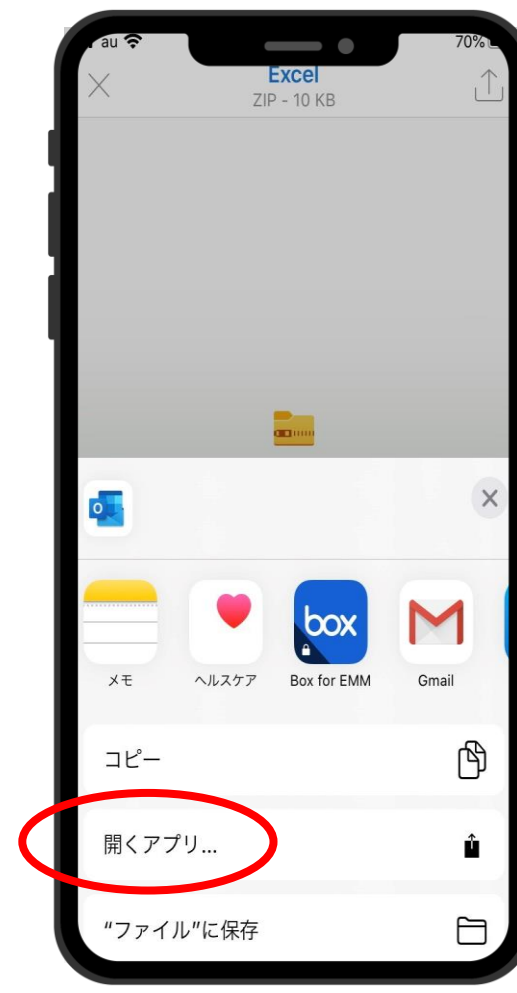 au
70%
Excel
ZIP - 10 KB
O
メモ
ヘルスケア
box
Box for EMM
Gmail
コピー
開くアプリ...
“ファイル”に保存